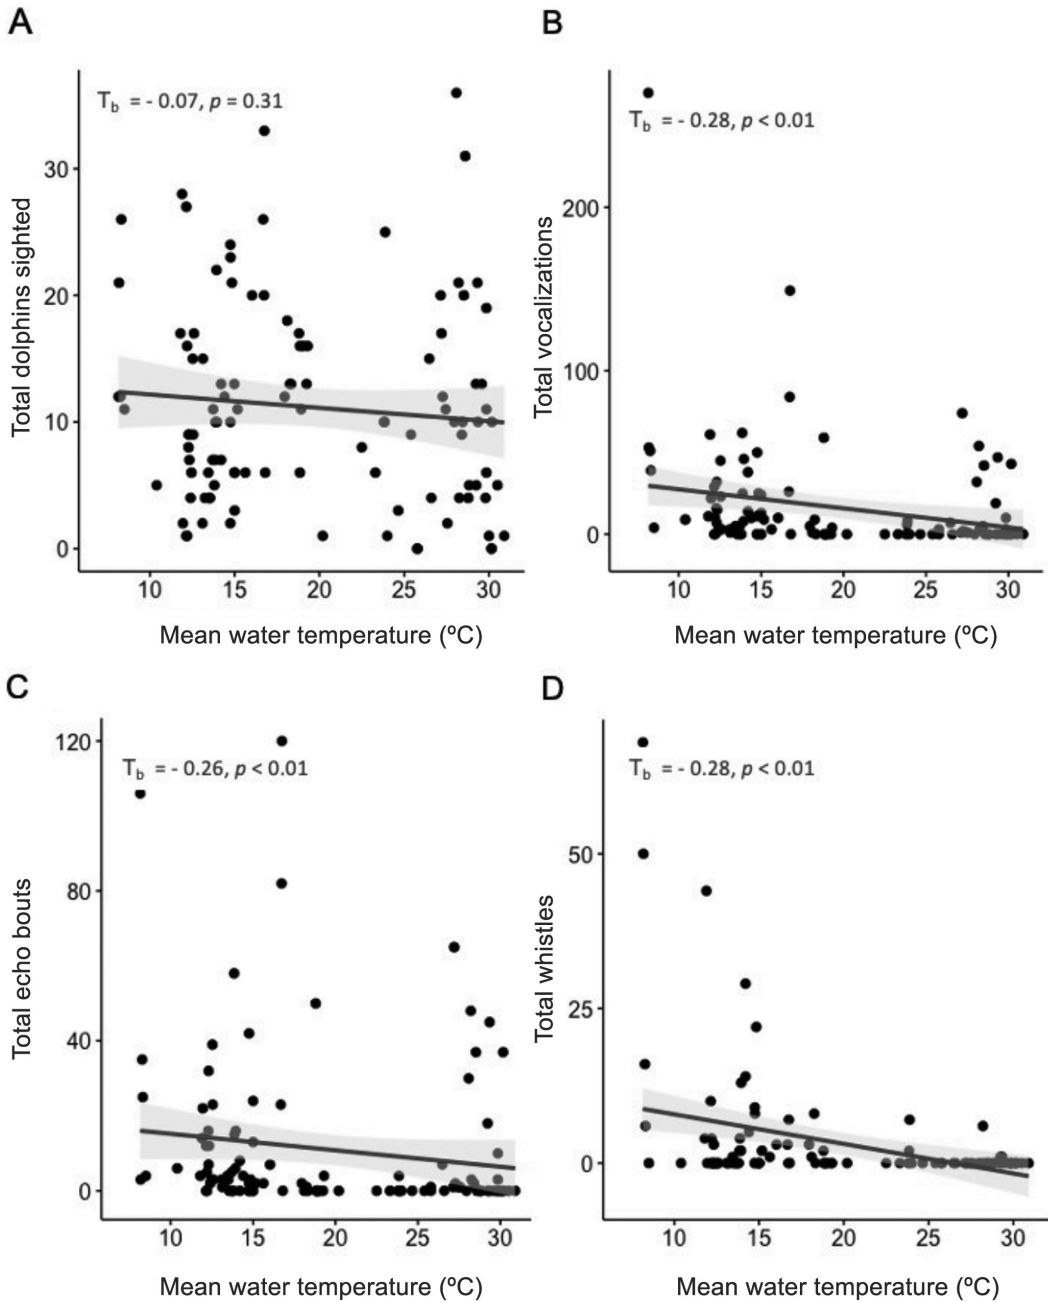 A
B
T_b = - 0.07, p = 0.31
T_b = - 0.28, p < 0.01
Total dolphins sighted
30
20
10
0
10 15 20 25 30
Mean water temperature (ºC)
Total vocalizations
200
100
0
10 15 20 25 30
Mean water temperature (ºC)
C
D
T_b = - 0.26, p < 0.01
T_b = - 0.28, p < 0.01
Total echo bouts
120
80
40
0
10 15 20 25 30
Mean water temperature (ºC)
Total whistles
50
25
0
10 15 20 25 30
Mean water temperature (ºC)